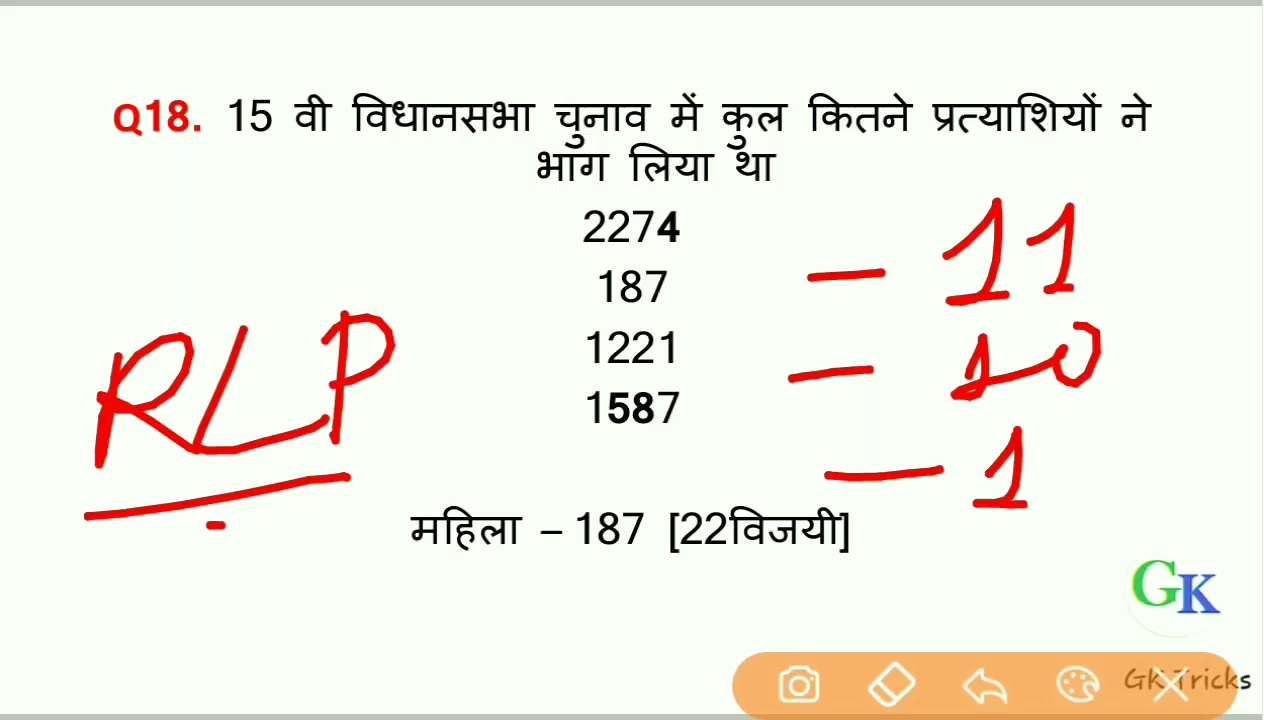 Q18. 15 वी विधानसभा चुनाव में कुल कितने प्रत्याशियों ने
भाग लिया था
2274
187 – 11
1221 – 10
1587
– 1
RLP
महिला – 187 [22विजयी]
GK
GK Tricks